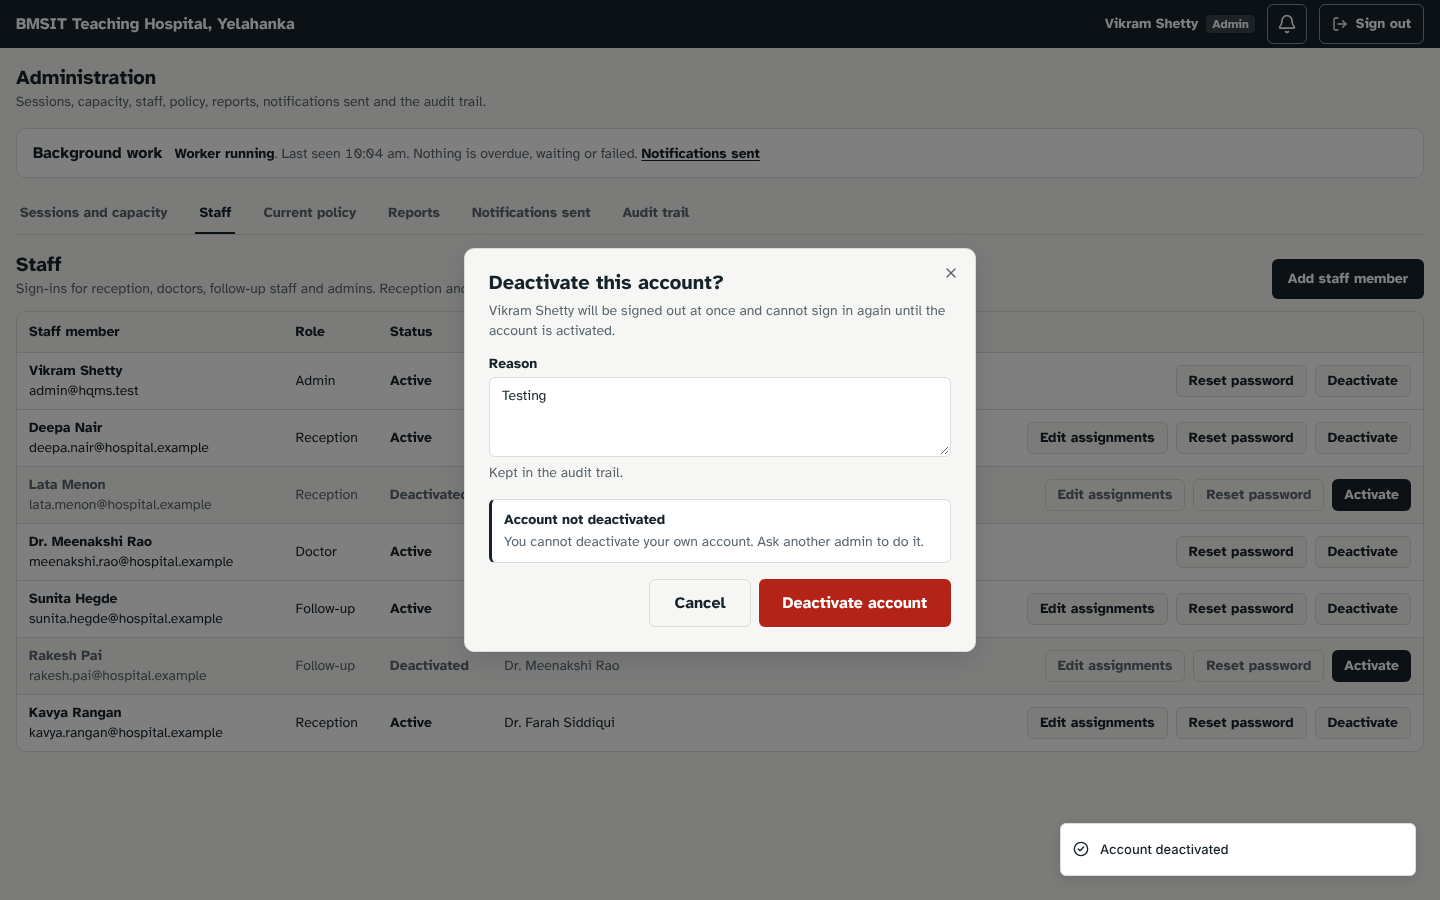 BMSIT Teaching Hospital, Yelahanka
Vikram Shetty Admin Sign out
Administration
Sessions, capacity, staff, policy, reports, notifications sent and the audit trail.
Background work Worker running. Last seen 10:04 am. Nothing is overdue, waiting or failed. Notifications sent
Sessions and capacity Staff Current policy Reports Notifications sent Audit trail
Staff
Sign-ins for reception, doctors, follow-up staff and admins. Reception and
Add staff member
Staff member Role Status
Vikram Shetty
admin@hqms.test
Admin Active Reset password Deactivate
Deepa Nair
deepa.nair@hospital.example
Reception Active Edit assignments Reset password Deactivate
Lata Menon
lata.menon@hospital.example
Reception Deactivated Edit assignments Reset password Activate
Dr. Meenakshi Rao
meenakshi.rao@hospital.example
Doctor Active Reset password Deactivate
Sunita Hegde
sunita.hegde@hospital.example
Follow-up Active Edit assignments Reset password Deactivate
Rakesh Pai
rakesh.pai@hospital.example
Follow-up Deactivated Dr. Meenakshi Rao Edit assignments Reset password Activate
Kavya Rangan
kavya.rangan@hospital.example
Reception Active Dr. Farah Siddiqui Edit assignments Reset password Deactivate
Deactivate this account?
Vikram Shetty will be signed out at once and cannot sign in again until the
account is activated.
Reason
Testing
Kept in the audit trail.
Account not deactivated
You cannot deactivate your own account. Ask another admin to do it.
Cancel Deactivate account
Account deactivated